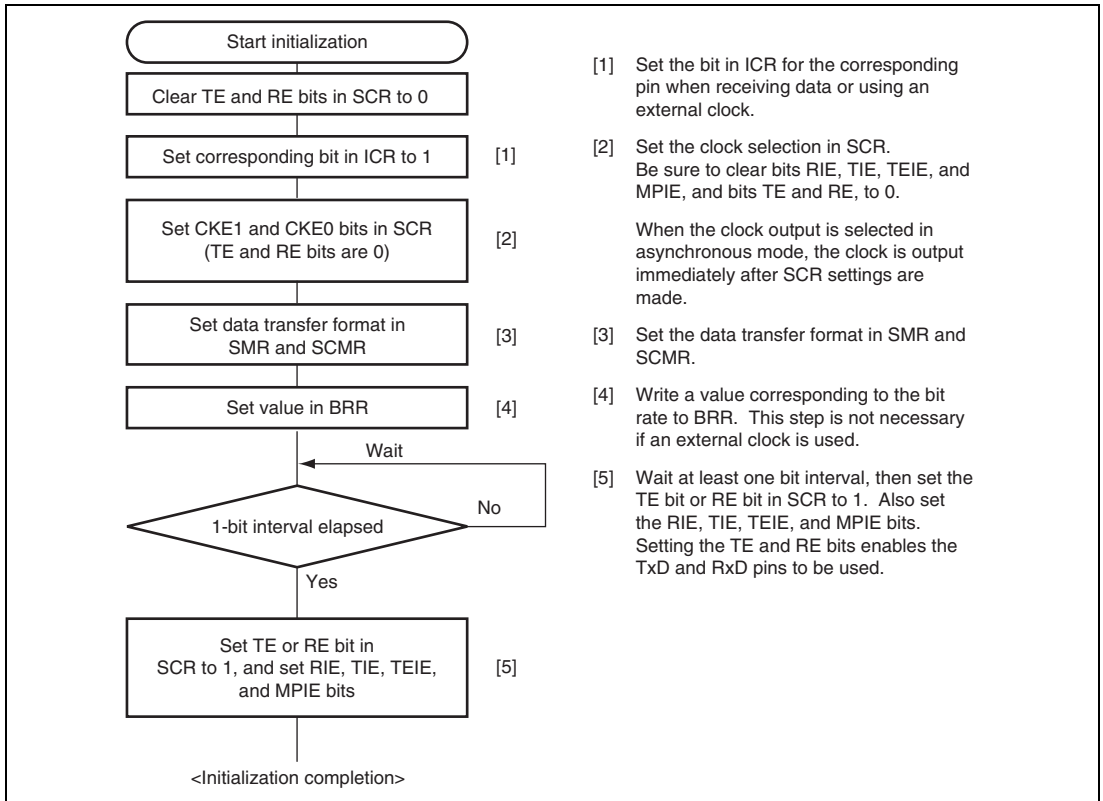 Start initialization
Clear TE and RE bits in SCR to 0
Set corresponding bit in ICR to 1
[1]
Set CKE1 and CKE0 bits in SCR
(TE and RE bits are 0)
[2]
Set data transfer format in
SMR and SCMR
[3]
Set value in BRR
[4]
Wait
No
1-bit interval elapsed
Yes
Set TE or RE bit in
SCR to 1, and set RIE, TIE, TEIE,
and MPIE bits
[5]
<Initialization completion>
[1] Set the bit in ICR for the corresponding
pin when receiving data or using an
external clock.
[2] Set the clock selection in SCR.
Be sure to clear bits RIE, TIE, TEIE, and
MPIE, and bits TE and RE, to 0.
When the clock output is selected in
asynchronous mode, the clock is output
immediately after SCR settings are
made.
[3] Set the data transfer format in SMR and
SCMR.
[4] Write a value corresponding to the bit
rate to BRR. This step is not necessary
if an external clock is used.
[5] Wait at least one bit interval, then set the
TE bit or RE bit in SCR to 1. Also set
the RIE, TIE, TEIE, and MPIE bits.
Setting the TE and RE bits enables the
TxD and RxD pins to be used.